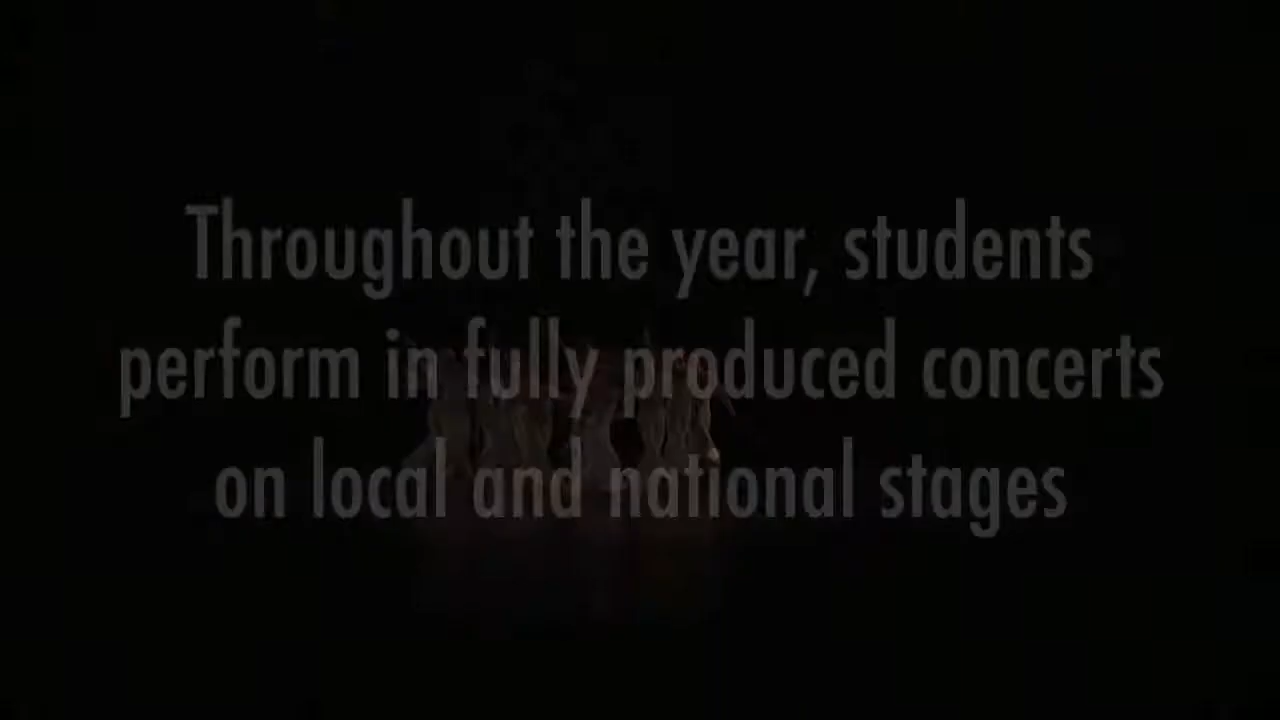 Throughout the year, students
perform in fully produced concerts
on local and national stages